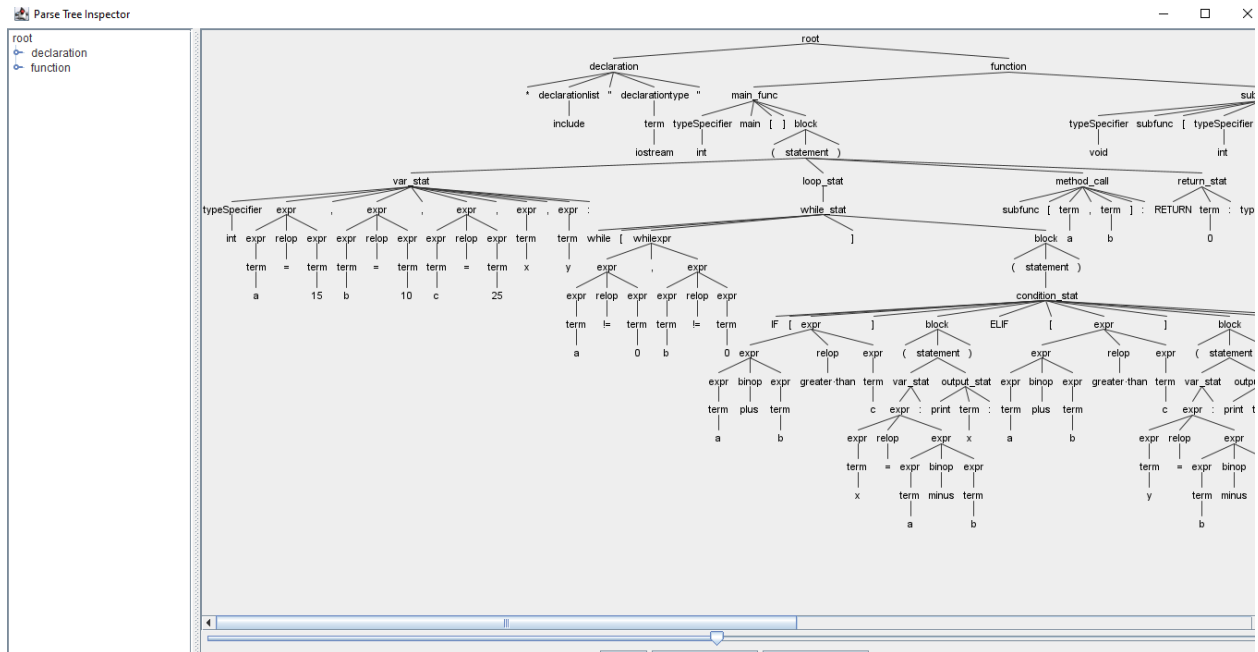 Parse Tree Inspector
root
declaration
function
root
declaration function
* declarationlist " declarationtype " main_func sub
include term typeSpecifier main [ ] block typeSpecifier subfunc [ typeSpecifier
iostream int ( statement ) void int
var_stat loop_stat method_call return_stat
typeSpecifier expr , expr , expr , expr , expr : while_stat subfunc [ term , term ] : RETURN term : typ
int expr relop expr expr relop expr expr relop expr term term while [ whilexpr ] block a b 0
term = term term = term term = term x y expr , expr ( statement )
a 15 b 10 c 25 expr relop expr expr relop expr condition_stat
term != term term != term IF [ expr ] block ELIF [ expr ] block
a 0 b 0 expr relop expr ( statement ) expr relop expr ( statement )
expr binop expr greater·than term var_stat output_stat expr binop expr greater·than term var_stat outpu
term plus term c expr : print term : term plus term c expr : print t
a b expr relop expr x a b expr relop expr
term = expr binop expr term = expr binop
x term minus term y term minus
a b b